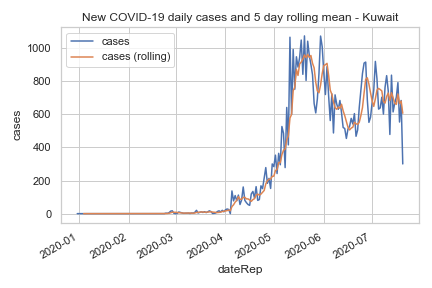 New COVID-19 daily cases and 5 day rolling mean - Kuwait
cases
cases (rolling)
1000
800
600
400
200
0
cases
2020-01
2020-02
2020-03
2020-04
2020-05
2020-06
2020-07
dateRep